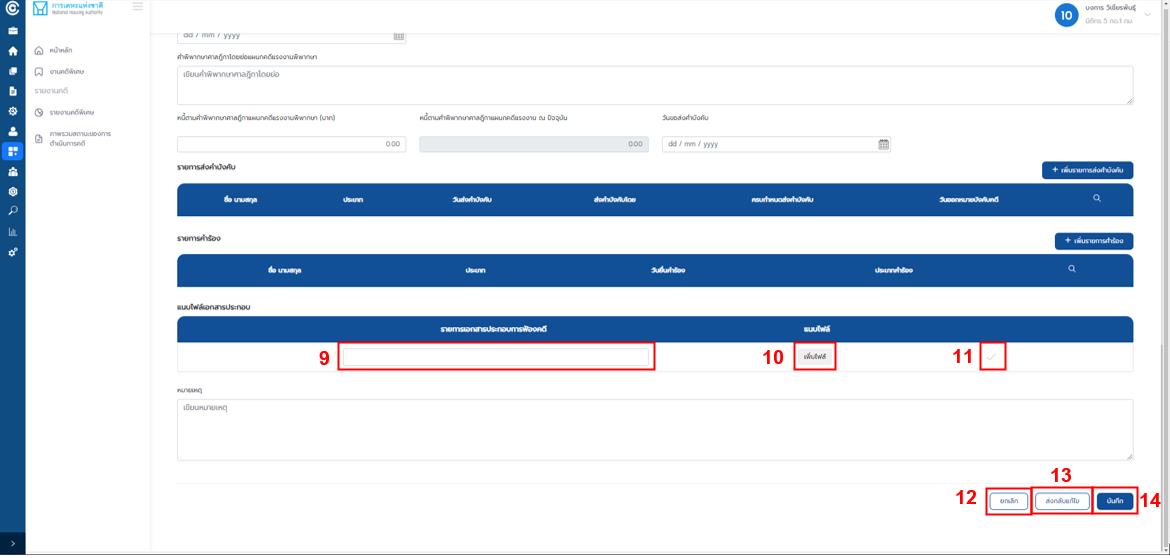 การเคหะแห่งชาติ
National Housing Authority
10
บงการ วิเชียรพันธุ์
นิติกร 5 กด.1 กม.
หน้าหลัก
งานคดีพิเศษ
รายงานคดี
รายงานคดีพิเศษ
ภาพรวมสถานะของการ
ดำเนินการคดี
dd / mm / yyyy
คำพิพากษาศาลฎีกาโดยย่อแผนกคดีแรงงานพิพากษา
เขียนคำพิพากษาศาลฎีกาโดยย่อ
หนี้ตามคำพิพากษาศาลฎีกาแผนกคดีแรงงานพิพากษา (บาท)
หนี้ตามคำพิพากษาศาลฎีกาแผนกคดีแรงงาน ณ ปัจจุบัน
วันขอส่งคำบังคับ
0.00
0.00
dd / mm / yyyy
รายการส่งคำบังคับ
+ เพิ่มรายการส่งคำบังคับ
ชื่อ นามสกุล ประเภท วันส่งคำบังคับ ส่งคำบังคับโดย ครบกำหนดส่งคำบังคับ วันออกหมายบังคับคดี
รายการคำร้อง
+ เพิ่มรายการคำร้อง
ชื่อ นามสกุล ประเภท วันยื่นคำร้อง ประเภทคำร้อง
แนบไฟล์เอกสารประกอบ
รายการเอกสารประกอบการฟ้องคดี แนบไฟล์
9
10
เพิ่มไฟล์
11
หมายเหตุ
เขียนหมายเหตุ
13
12
ยกเลิก
ส่งกลับแก้ไข
บันทึก
14